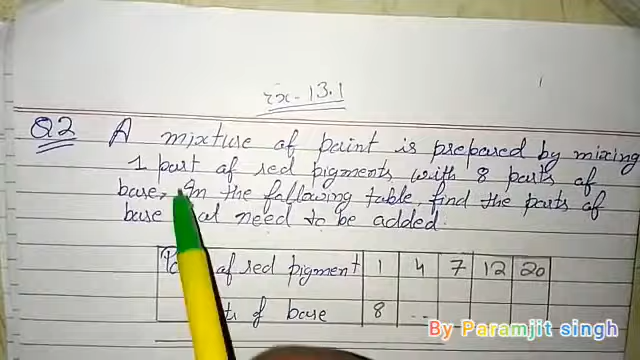 Ex-13.1
Q2 A mixture of paint is prepared by mixing
1 part of red pigments with 8 parts of
base, In the following table, find the parts of
base need to be added.
of red pigment 1 4 7 12 20
of base 8 ..
By Paramjit singh